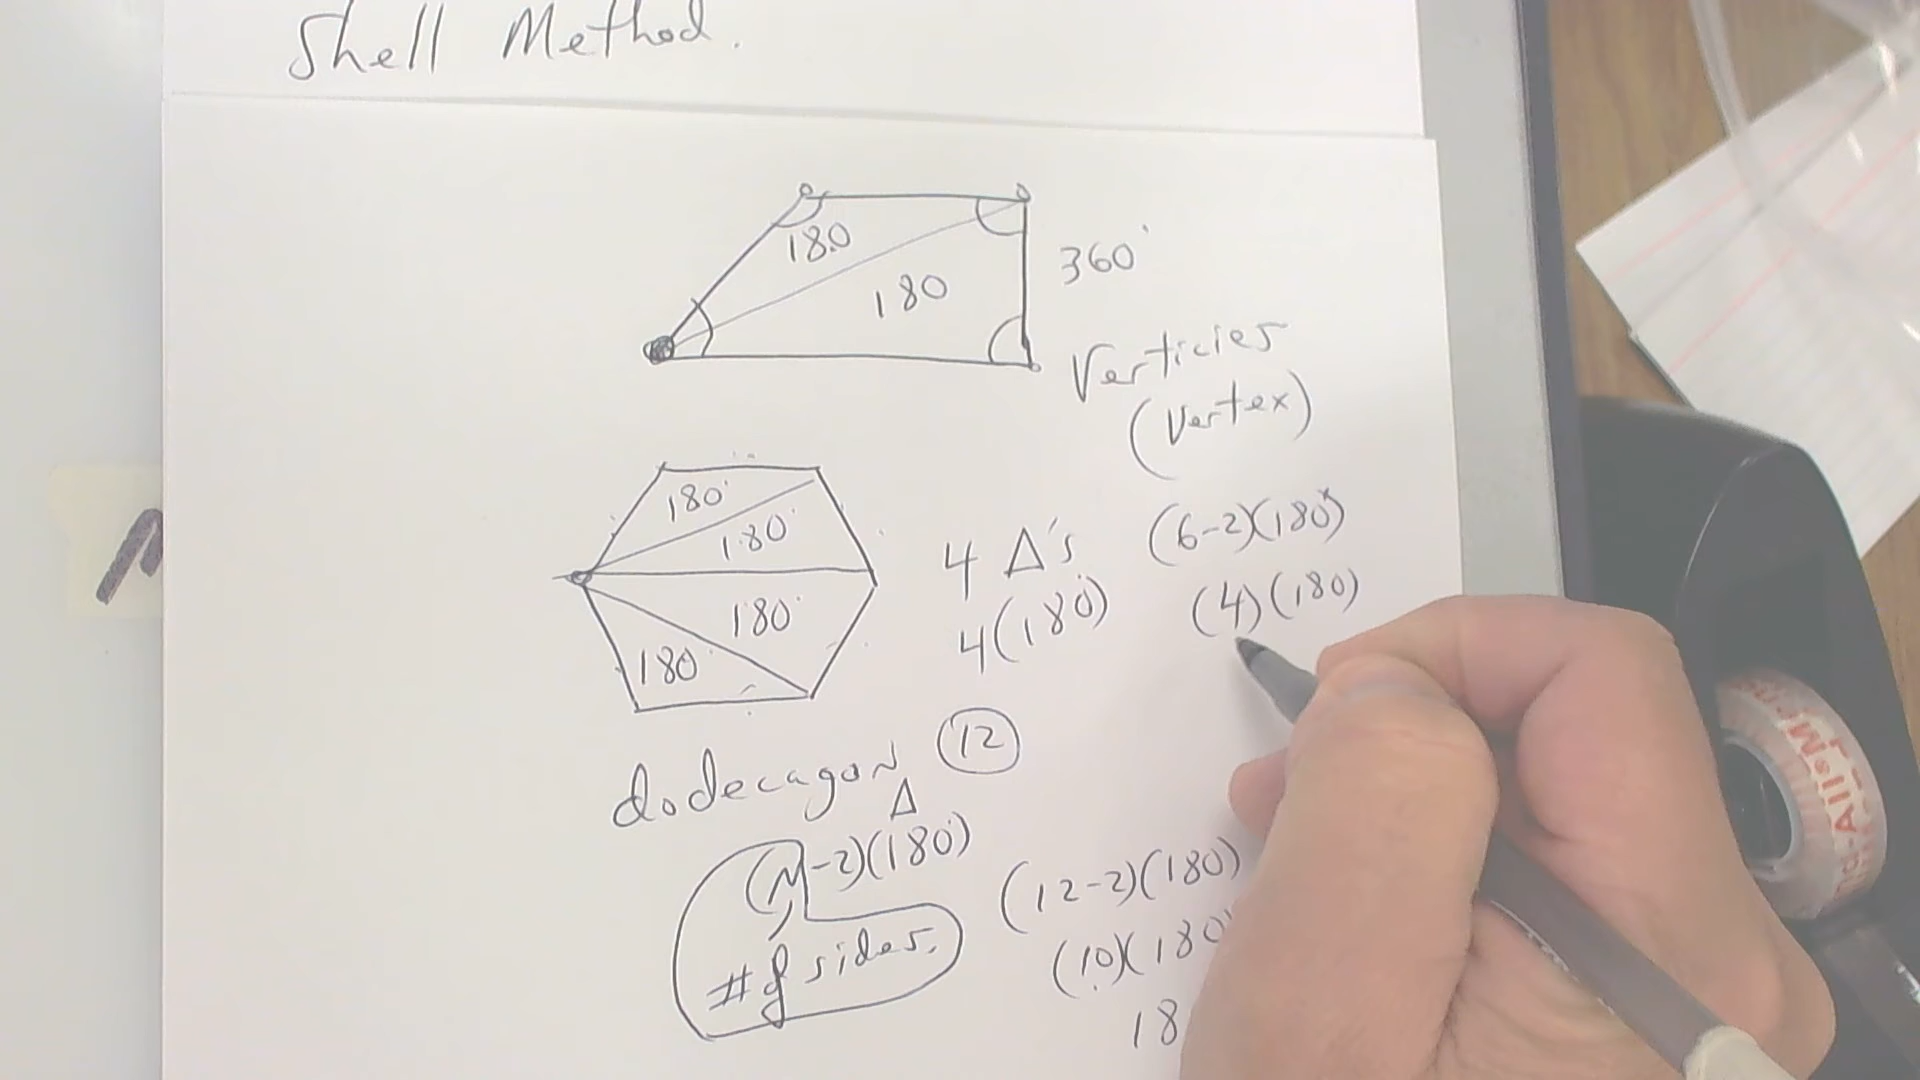 Shell Method.
180
180
360°
Verticies
(Vertex)
180°
180°
180°
180
4 Δ's
4(180°)
(6-2)(180°)
(4)(180)
dodecagon (12)
Δ
(N-2)(180°)
# of sides.
(12-2)(180)
(10)(180
18